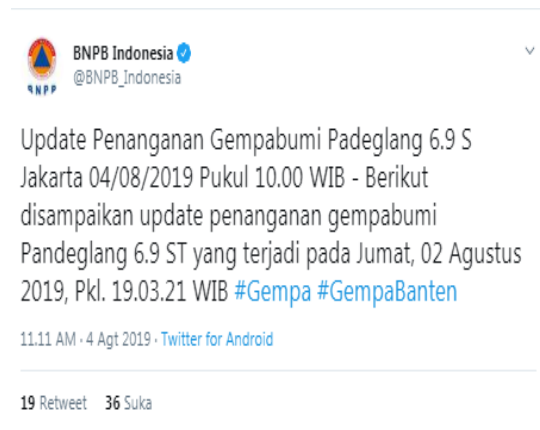 BNPB Indonesia
@BNPB_Indonesia
BNPP
Update Penanganan Gempabumi Padeglang 6.9 S
Jakarta 04/08/2019 Pukul 10.00 WIB - Berikut
disampaikan update penanganan gempabumi
Pandeglang 6.9 ST yang terjadi pada Jumat, 02 Agustus
2019, Pkl. 19.03.21 WIB #Gempa #GempaBanten
11.11 AM · 4 Agt 2019 · Twitter for Android
19 Retweet 36 Suka